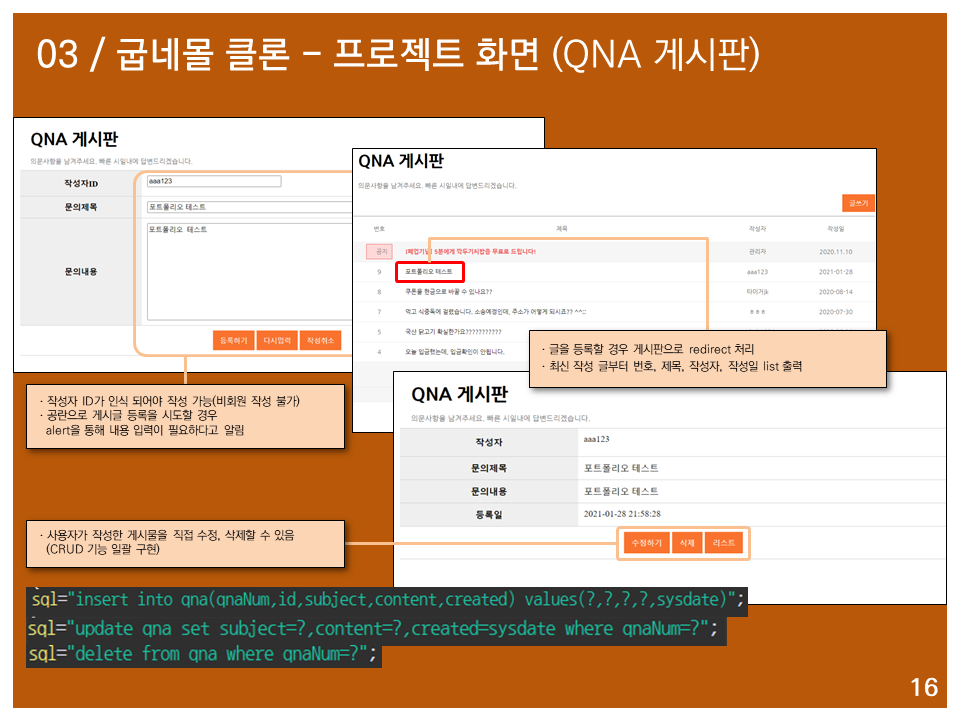 03 / 굽네몰 클론 – 프로젝트 화면 (QNA 게시판)
QNA 게시판
의문사항을 남겨주세요. 빠른 시일내에 답변드리겠습니다.
작성자ID
aaa123
문의제목
포트폴리오 테스트
문의내용
포트폴리오 테스트
등록하기 다시입력 작성취소
· 작성자 ID가 인식 되어야 작성 가능(비회원 작성 불가)
· 공란으로 게시글 등록을 시도할 경우
alert을 통해 내용 입력이 필요하다고 알림
QNA 게시판
의문사항을 남겨주세요. 빠른 시일내에 답변드리겠습니다.
글쓰기
번호 제목 작성자 작성일
공지 5분에게 깍두기식밥을 무료로 드립니다! 관리자 2020.11.10
9 포트폴리오 테스트 aaa123 2021-01-28
8 쿠폰을 현금으로 바꿀 수 있나요?? 타이거jk 2020-08-14
7 먹고 식중독에 걸렸습니다. 소송예정인데, 주소가 어떻게 되시죠?? ^^;; ㅎㅎㅎ 2020-07-30
5 국산 닭고기 확실한가요???????????
4 오늘 입금했는데, 입금확인이 안됩니다.
· 글을 등록할 경우 게시판으로 redirect 처리
· 최신 작성 글부터 번호, 제목, 작성자, 작성일 list 출력
QNA 게시판
의문사항을 남겨주세요. 빠른 시일내에 답변드리겠습니다.
작성자 aaa123
문의제목 포트폴리오 테스트
문의내용 포트폴리오 테스트
등록일 2021-01-28 21:58:28
수정하기 삭제 리스트
· 사용자가 작성한 게시물을 직접 수정, 삭제할 수 있음
(CRUD 기능 일괄 구현)
sql="insert into qna(qnaNum,id,subject,content,created) values(?,?,?,?,sysdate)";
sql="update qna set subject=?,content=?,created=sysdate where qnaNum=?";
sql="delete from qna where qnaNum=?";
16